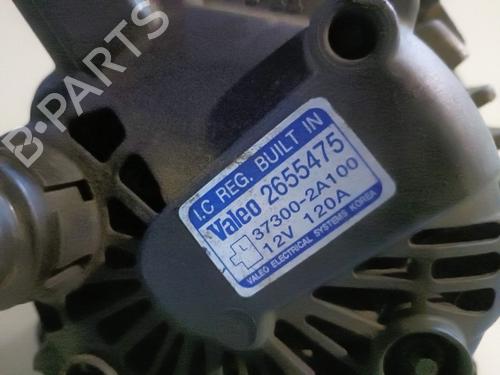 I.C REG. BUILT IN
Valeo 2655475
37300-2A100
12V 120A
VALEO ELECTRICAL SYSTEMS KOREA
B-PARTS